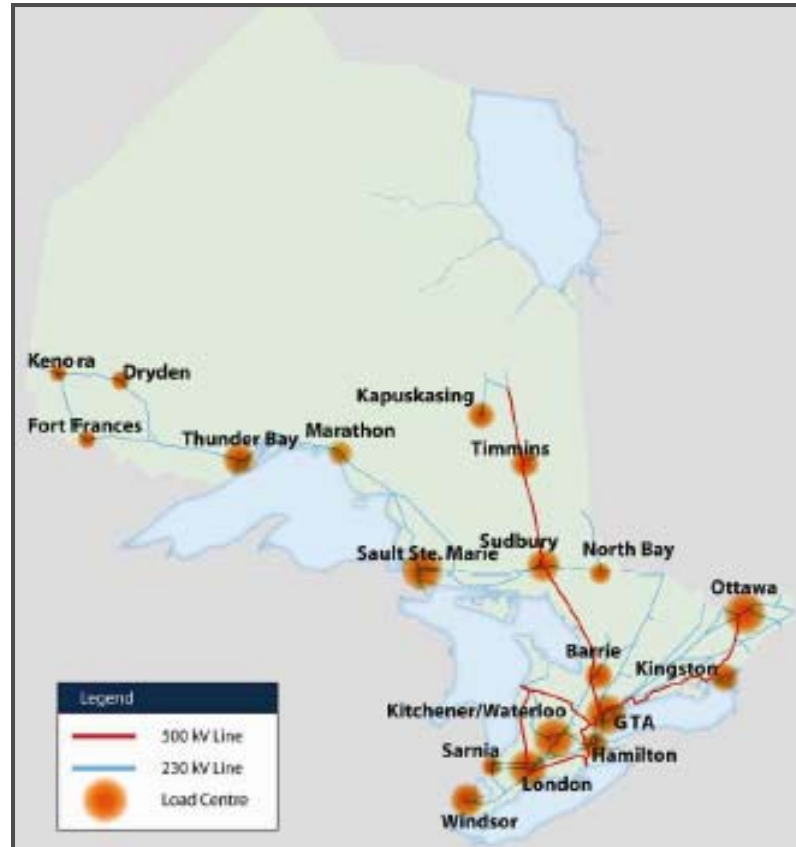 Kenora
Dryden
Kapuskasing
Fort Frances
Thunder Bay
Marathon
Timmins
Sudbury
North Bay
Sault Ste. Marie
Ottawa
Barrie
Kingston
Kitchener/Waterloo
GTA
Sarnia
Hamilton
London
Windsor
Legend
500 kV Line
230 kV Line
Load Centre